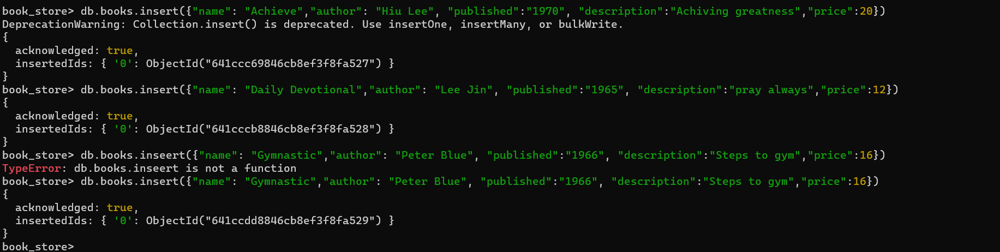 book_store> db.books.insert({"name": "Achieve","author": "Hiu Lee", "published":"1970", "description":"Achiving greatness","price":20})
DeprecationWarning: Collection.insert() is deprecated. Use insertOne, insertMany, or bulkWrite.
{
  acknowledged: true,
  insertedIds: { '0': ObjectId("641ccc69846cb8ef3f8fa527") }
}
book_store> db.books.insert({"name": "Daily Devotional","author": "Lee Jin", "published":"1965", "description":"pray always","price":12})
{
  acknowledged: true,
  insertedIds: { '0': ObjectId("641cccb8846cb8ef3f8fa528") }
}
book_store> db.books.inseert({"name": "Gymnastic","author": "Peter Blue", "published":"1966", "description":"Steps to gym","price":16})
TypeError: db.books.inseert is not a function
book_store> db.books.insert({"name": "Gymnastic","author": "Peter Blue", "published":"1966", "description":"Steps to gym","price":16})
{
  acknowledged: true,
  insertedIds: { '0': ObjectId("641ccdd8846cb8ef3f8fa529") }
}
book_store>